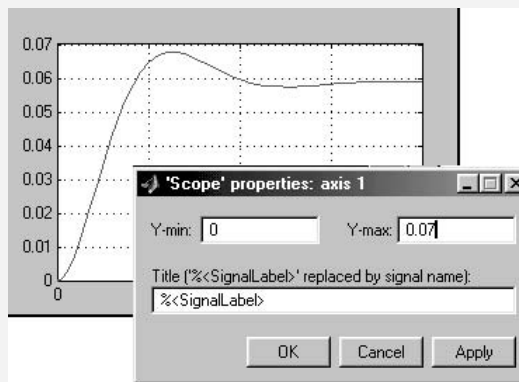 0.07
0.06
0.05
0.04
0.03
0.02
0.01
0
0
'Scope' properties: axis 1
Y-min: 0 Y-max: 0.07
Title ('%<SignalLabel>' replaced by signal name):
%<SignalLabel>
OK Cancel Apply